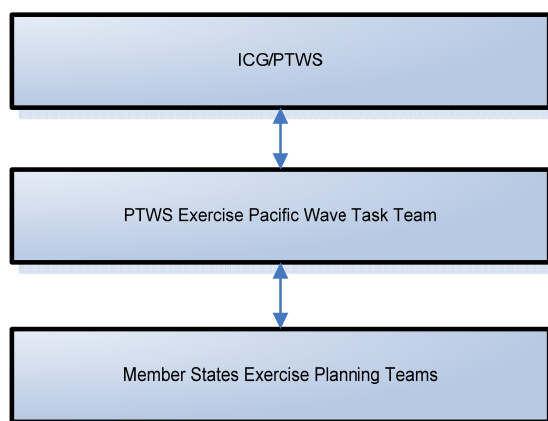 ICG/PTWS
PTWS Exercise Pacific Wave Task Team
Member States Exercise Planning Teams